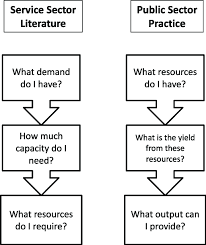 Service Sector
Literature
What demand
do I have?
How much
capacity do I
need?
What resources
do I require?
Public Sector
Practice
What resources
do I have?
What is the yield
from these
resources?
What output can
I provide?